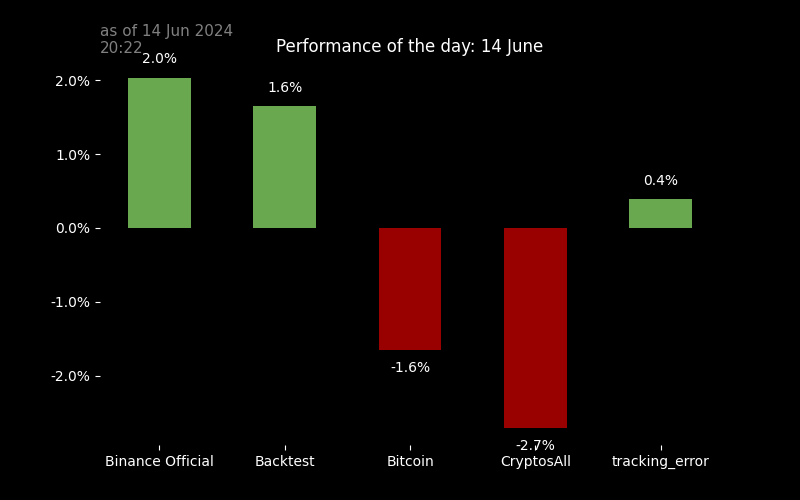 as of 14 Jun 2024
20:22
Performance of the day: 14 June
2.0%
1.6%
-1.6%
-2.7%
0.4%
2.0%
1.0%
0.0%
-1.0%
-2.0%
Binance Official
Backtest
Bitcoin
CryptosAll
tracking_error